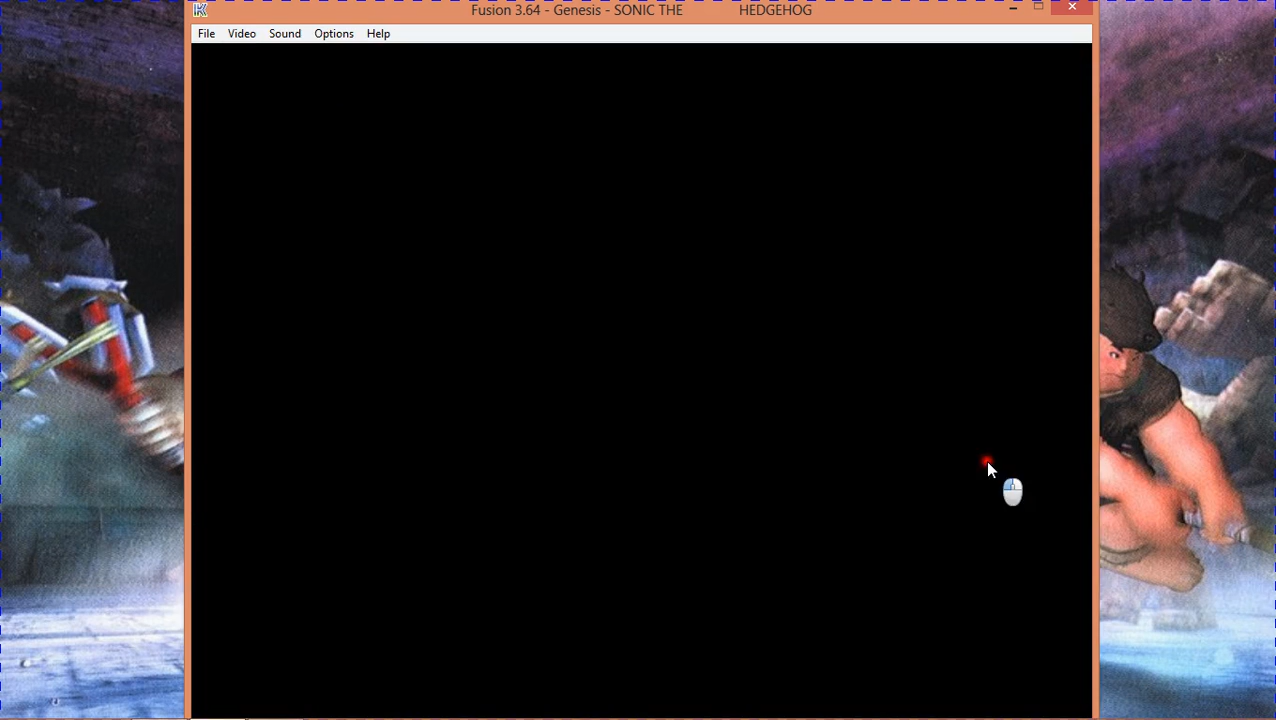 Fusion 3.64 - Genesis - SONIC THE HEDGEHOG
File Video Sound Options Help